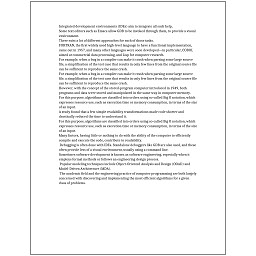 Integrated development environments (IDEs) aim to integrate all such help.
Some text editors such as Emacs allow GDB to be invoked through them, to provide a visual
environment.
There exist a lot of different approaches for each of those tasks.
FORTRAN, the first widely used high-level language to have a functional implementation,
came out in 1957, and many other languages were soon developed—in particular, COBOL
aimed at commercial data processing, and Lisp for computer research.
For example, when a bug in a compiler can make it crash when parsing some large source
file, a simplification of the test case that results in only few lines from the original source file
can be sufficient to reproduce the same crash.
For example, when a bug in a compiler can make it crash when parsing some large source
file, a simplification of the test case that results in only few lines from the original source file
can be sufficient to reproduce the same crash.
However, with the concept of the stored-program computer introduced in 1949, both
programs and data were stored and manipulated in the same way in computer memory.
For this purpose, algorithms are classified into orders using so-called Big O notation, which
expresses resource use, such as execution time or memory consumption, in terms of the size
of an input.
A study found that a few simple readability transformations made code shorter and
drastically reduced the time to understand it.
For this purpose, algorithms are classified into orders using so-called Big O notation, which
expresses resource use, such as execution time or memory consumption, in terms of the size
of an input.
Many factors, having little or nothing to do with the ability of the computer to efficiently
compile and execute the code, contribute to readability.
Debugging is often done with IDEs. Standalone debuggers like GDB are also used, and these
often provide less of a visual environment, usually using a command line.
Sometimes software development is known as software engineering, especially when it
employs formal methods or follows an engineering design process.
Popular modeling techniques include Object-Oriented Analysis and Design (OOAD) and
Model-Driven Architecture (MDA).
The academic field and the engineering practice of computer programming are both largely
concerned with discovering and implementing the most efficient algorithms for a given
class of problems.